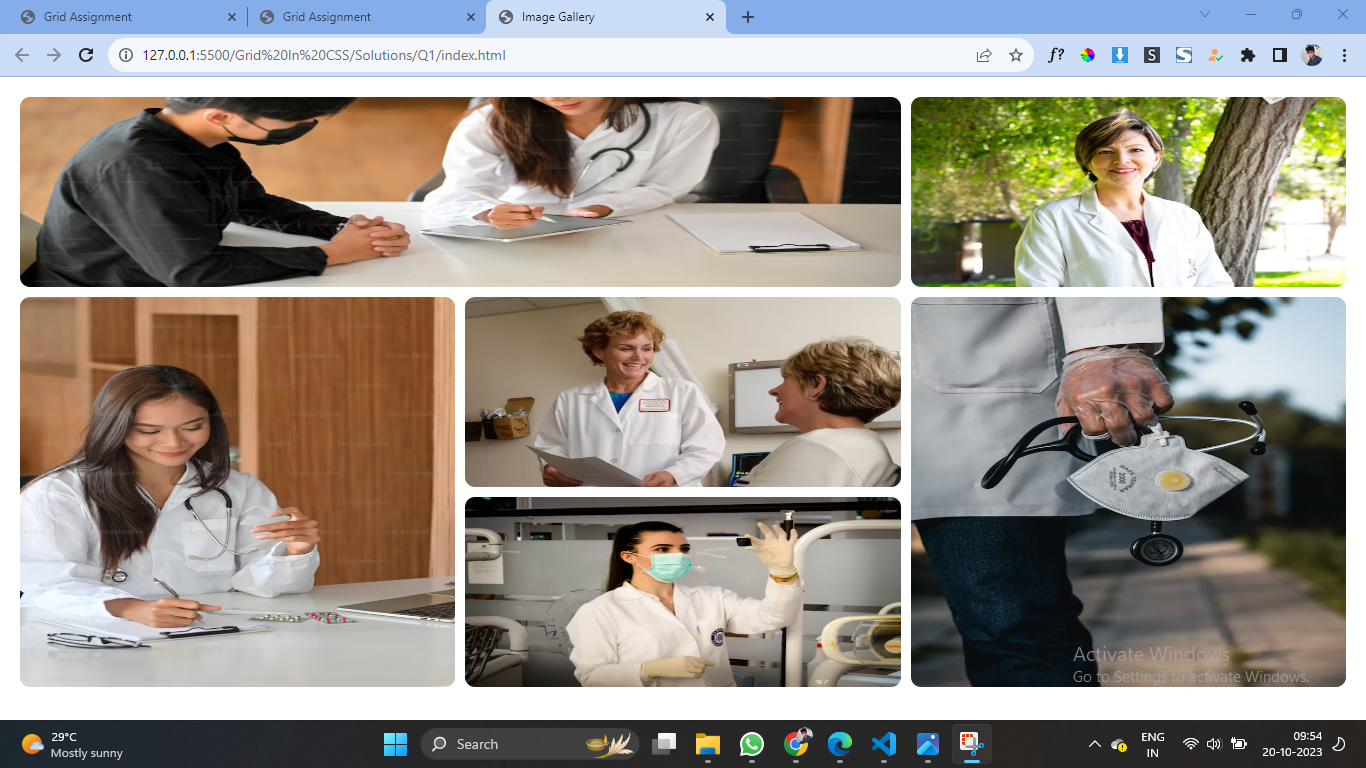 Grid Assignment
Grid Assignment
Image Gallery
127.0.0.1:5500/Grid%20In%20CSS/Solutions/Q1/index.html
f?
S
S
2000
Activate Windows
Go to Settings to activate Windows.
29°C
Mostly sunny
Search
ENG
IN
09:54
20-10-2023